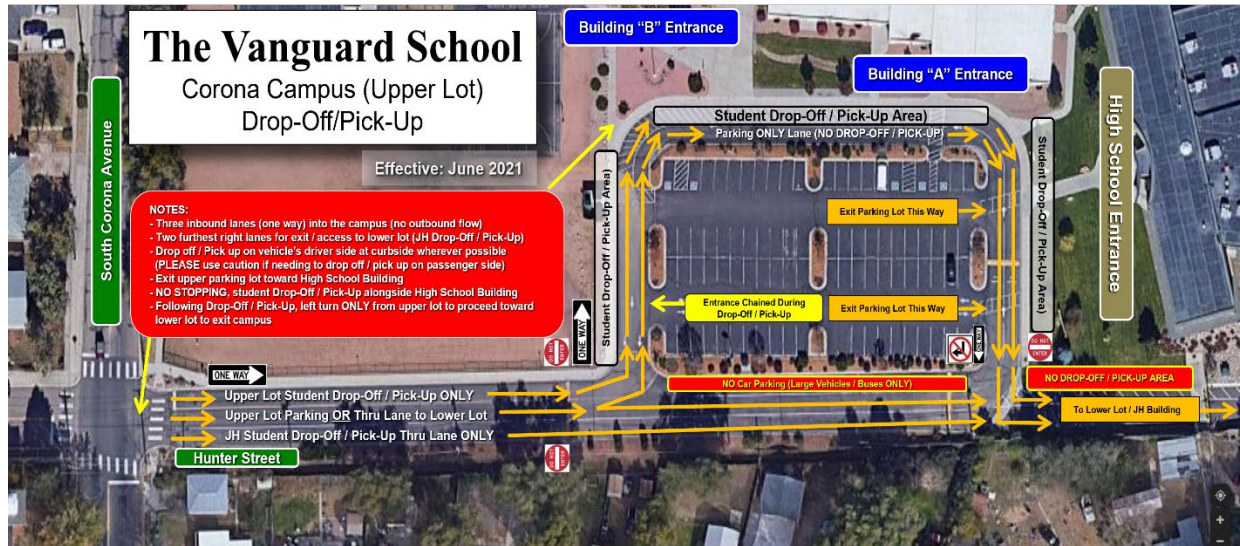 The Vanguard School
Corona Campus (Upper Lot)
Drop-Off/Pick-Up
Effective: June 2021
Building "B" Entrance
Building "A" Entrance
High School Entrance
South Corona Avenue
Student Drop-Off / Pick-Up Area)
Parking ONLY Lane (NO DROP-OFF / PICK-UP)
Student Drop-Off / Pick-Up Area)
Student Drop-Off / Pick-Up Area)
NOTES:
- Three inbound lanes (one way) into the campus (no outbound flow)
- Two furthest right lanes for exit / access to lower lot (JH Drop-Off / Pick-Up)
- Drop off / Pick up on vehicle's driver side at curbside wherever possible
(PLEASE use caution if needing to drop off / pick up on passenger side)
- Exit upper parking lot toward High School Building
- NO STOPPING, student Drop-Off / Pick-Up alongside High School Building
- Following Drop-Off / Pick-Up, left turn ONLY from upper lot to proceed toward
lower lot to exit campus
Exit Parking Lot This Way
Entrance Chained During
Drop-Off / Pick-Up
Exit Parking Lot This Way
ONE WAY
DO NOT
ENTER
ONE WAY
DO NOT
ENTER
ONE WAY
NO Car Parking (Large Vehicles / Buses ONLY)
NO DROP-OFF / PICK-UP AREA
Upper Lot Student Drop-Off / Pick-Up ONLY
Upper Lot Parking OR Thru Lane to Lower Lot
JH Student Drop-Off / Pick-Up Thru Lane ONLY
To Lower Lot / JH Building
Hunter Street
DO NOT
ENTER